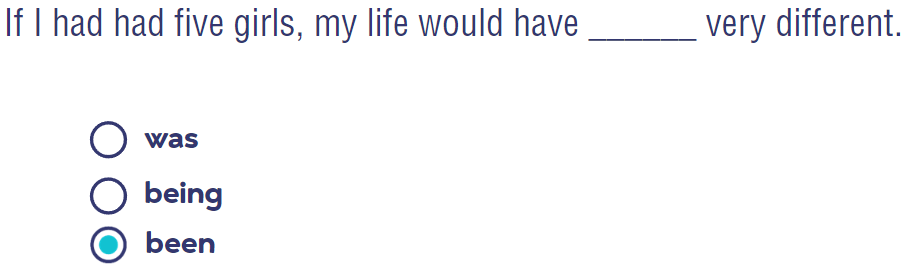 If I had had five girls, my life would have ______ very different.
was
being
been